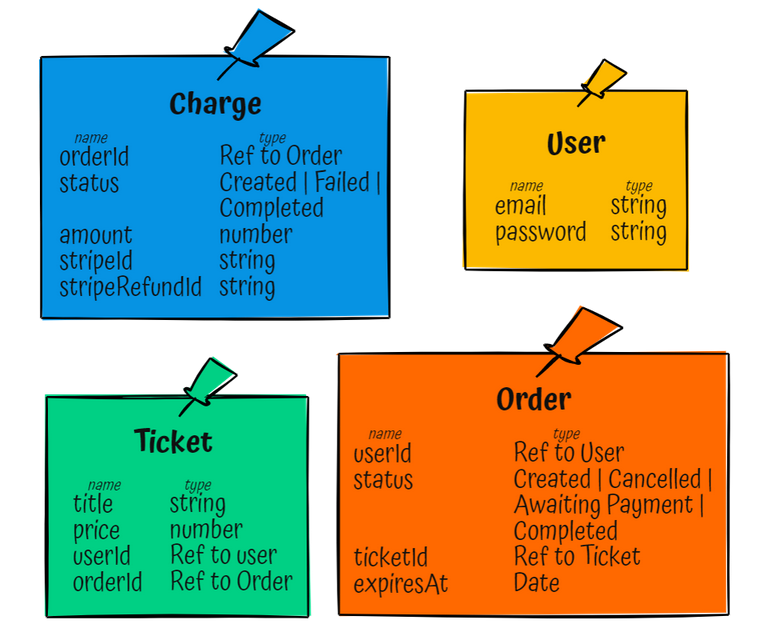 Charge
name type
orderId Ref to Order
status Created | Failed |
Completed
amount number
stripeId string
stripeRefundId string
User
name type
email string
password string
Ticket
name type
title string
price number
userId Ref to user
orderId Ref to Order
Order
name type
userId Ref to User
status Created | Cancelled |
Awaiting Payment |
Completed
ticketId Ref to Ticket
expiresAt Date